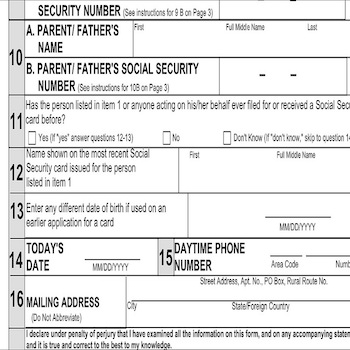 SECURITY NUMBER (See instructions for 9 B on Page 3)
10 A. PARENT/ FATHER'S NAME First Full Middle Name Last
B. PARENT/ FATHER'S SOCIAL SECURITY
NUMBER (See instructions for 10B on Page 3) – –
11 Has the person listed in item 1 or anyone acting on his/her behalf ever filed for or received a Social Sec
card before?
Yes (If "yes" answer questions 12-13) No Don't Know (If "don't know," skip to question 14
12 Name shown on the most recent Social
Security card issued for the person
listed in item 1
First Full Middle Name
13 Enter any different date of birth if used on an
earlier application for a card
MM/DD/YYYY
14 TODAY'S
DATE MM/DD/YYYY
15 DAYTIME PHONE
NUMBER Area Code Numb
16 MAILING ADDRESS
(Do Not Abbreviate)
Street Address, Apt. No., PO Box, Rural Route No.
City State/Foreign Country
I declare under penalty of perjury that I have examined all the information on this form, and on any accompanying statem
and it is true and correct to the best of my knowledge.